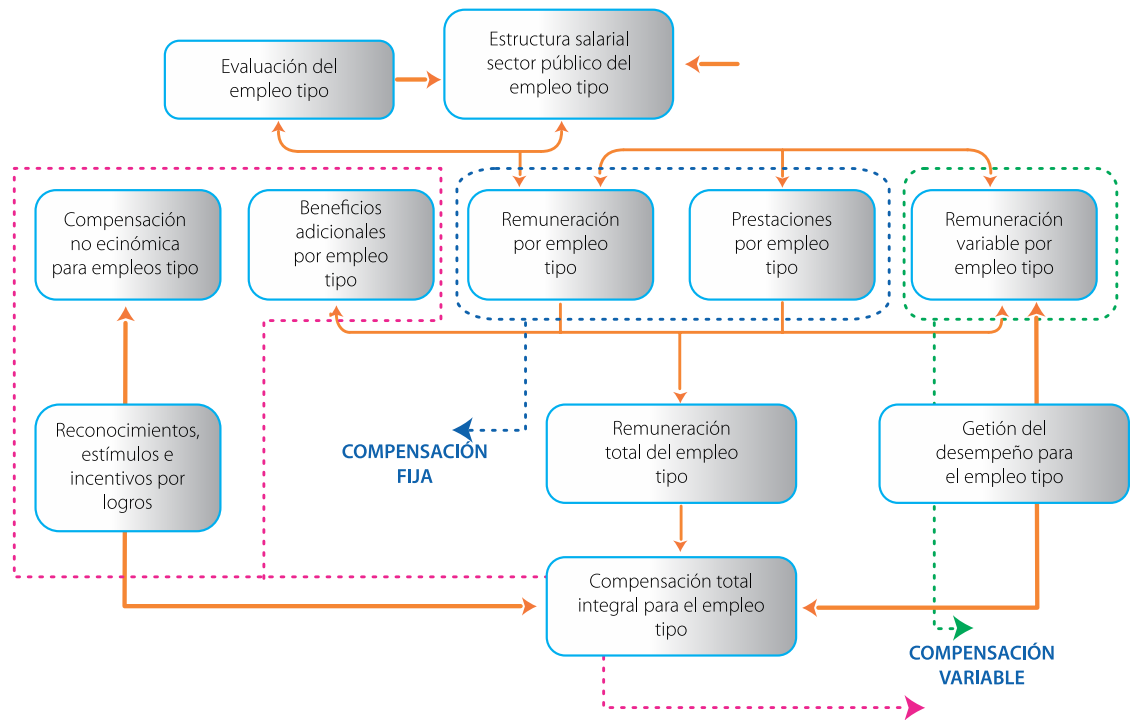 Evaluación del
empleo tipo
Estructura salarial
sector público del
empleo tipo
Compensación
no ecinómica
para empleos tipo
Beneficios
adicionales
por empleo
tipo
Remuneración
por empleo
tipo
Prestaciones
por empleo
tipo
Remuneración
variable por
empleo tipo
Reconocimientos,
estímulos e
incentivos por
logros
COMPENSACIÓN
FIJA
Remuneración
total del empleo
tipo
Getión del
desempeño para
el empleo tipo
Compensación total
integral para el empleo
tipo
COMPENSACIÓN
VARIABLE